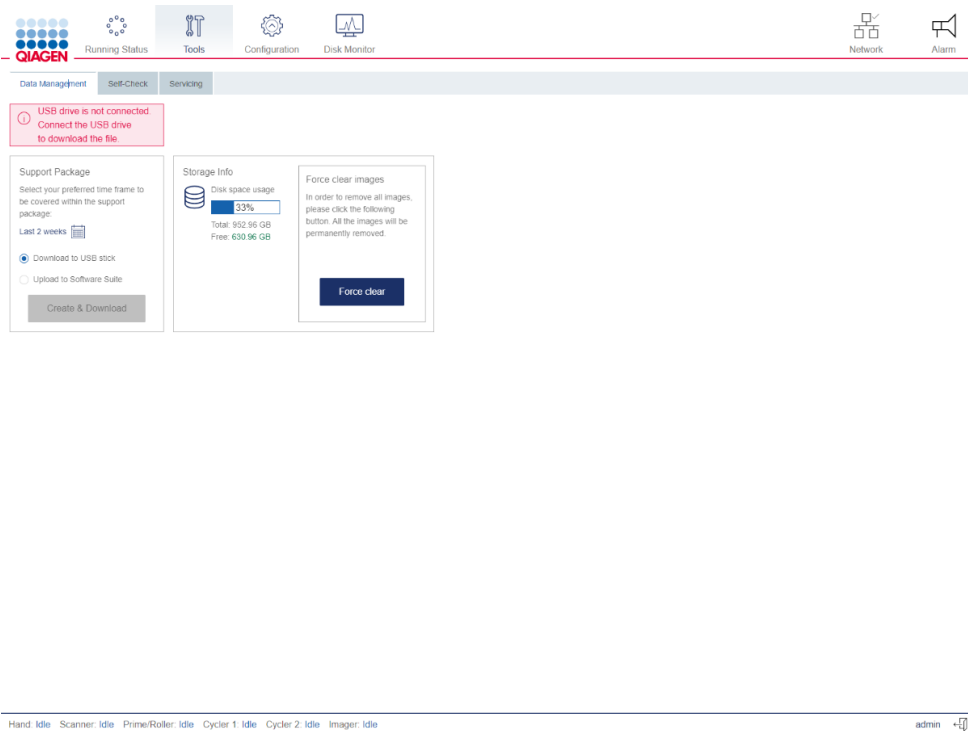 QIAGEN
Running Status
Tools
Configuration
Disk Monitor
Network
Alarm
Data Management
Self-Check
Servicing
USB drive is not connected.
Connect the USB drive
to download the file.
Support Package
Select your preferred time frame to
be covered within the support
package:
Last 2 weeks
Download to USB stick
Upload to Software Suite
Create & Download
Storage Info
Disk space usage
33%
Total: 952.96 GB
Free: 630.96 GB
Force clear images
In order to remove all images,
please click the following
button. All the images will be
permanently removed.
Force clear
Hand: Idle Scanner: Idle Prime/Roller: Idle Cycler 1: Idle Cycler 2: Idle Imager: Idle
admin